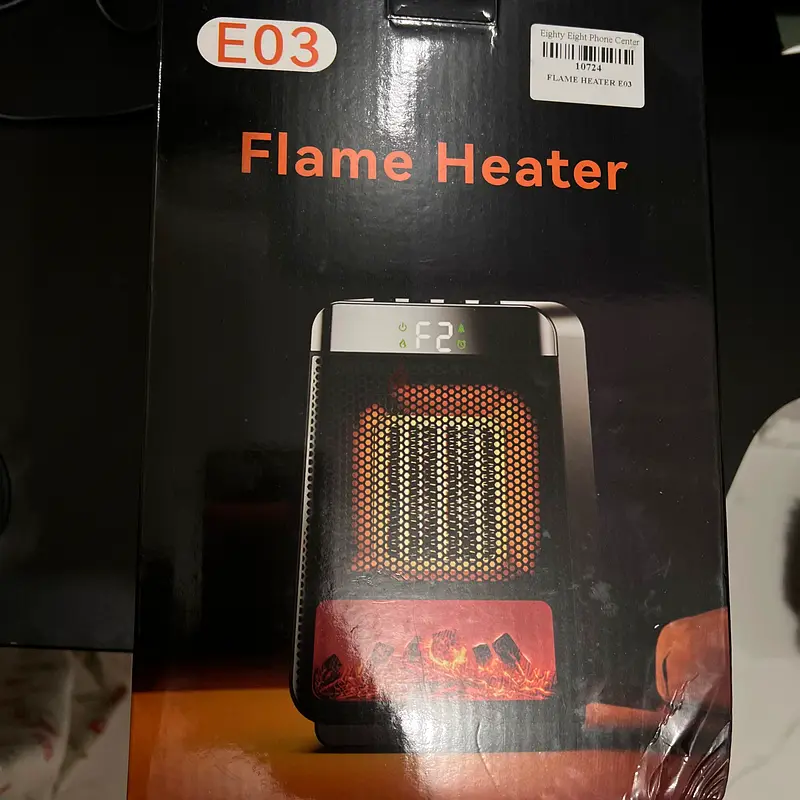 E03
Eighty Eight Phone Center
10724
FLAME HEATER E03
Flame Heater
F2